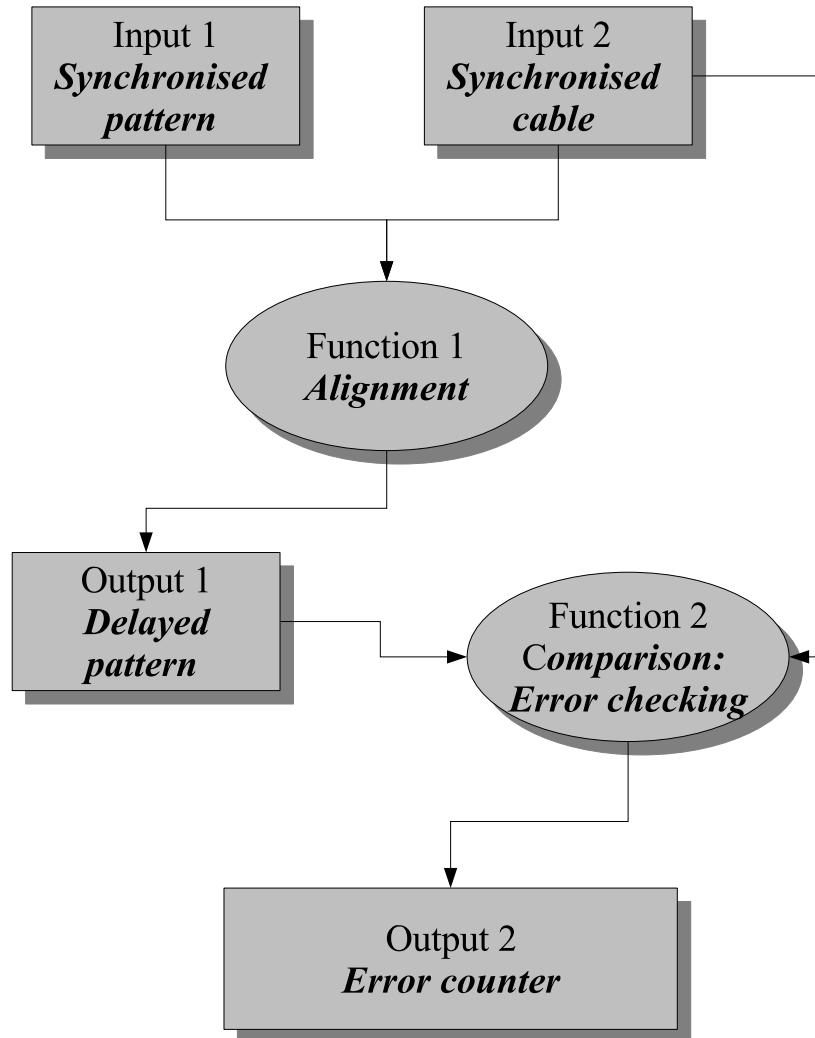 Input 1
Synchronised
pattern
Input 2
Synchronised
cable
Function 1
Alignment
Output 1
Delayed
pattern
Function 2
Comparison:
Error checking
Output 2
Error counter